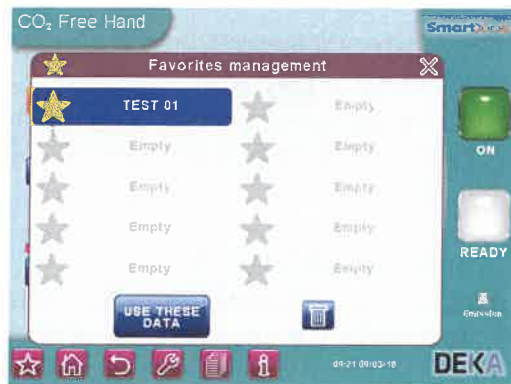 CO₂ Free Hand
Favorites management
TEST 01
Empty
Empty
Empty
Empty
Empty
Empty
Empty
Empty
Empty
USE THESE
DATA
ON
READY
Emission
DEKA